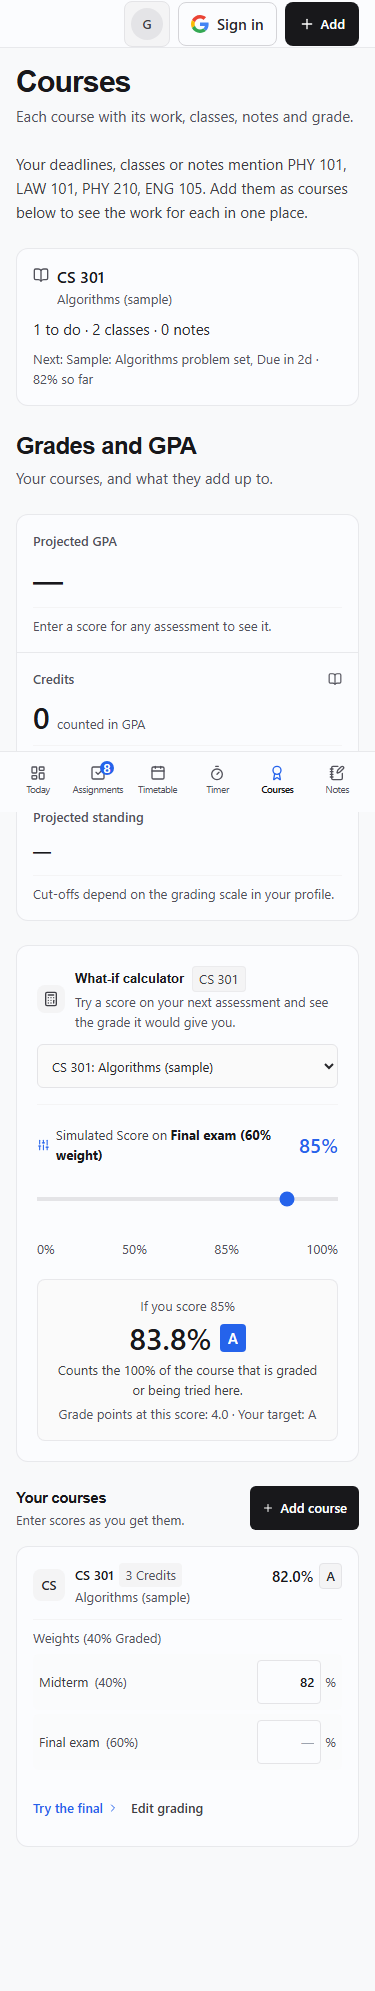 G
Sign in
+ Add
Courses
Each course with its work, classes, notes and grade.
Your deadlines, classes or notes mention PHY 101,
LAW 101, PHY 210, ENG 105. Add them as courses
below to see the work for each in one place.
CS 301
Algorithms (sample)
1 to do · 2 classes · 0 notes
Next: Sample: Algorithms problem set, Due in 2d ·
82% so far
Grades and GPA
Your courses, and what they add up to.
Projected GPA
—
Enter a score for any assessment to see it.
Credits
0 counted in GPA
8
Today
Assignments
Timetable
Timer
Courses
Notes
Projected standing
—
Cut-offs depend on the grading scale in your profile.
What-if calculator CS 301
Try a score on your next assessment and see
the grade it would give you.
CS 301: Algorithms (sample)
Simulated Score on Final exam (60%
weight)
85%
0% 50% 85% 100%
If you score 85%
83.8% A
Counts the 100% of the course that is graded
or being tried here.
Grade points at this score: 4.0 · Your target: A
Your courses
Enter scores as you get them.
+ Add course
CS
CS 301 3 Credits
Algorithms (sample)
82.0% A
Weights (40% Graded)
Midterm (40%) 82 %
Final exam (60%) — %
Try the final > Edit grading